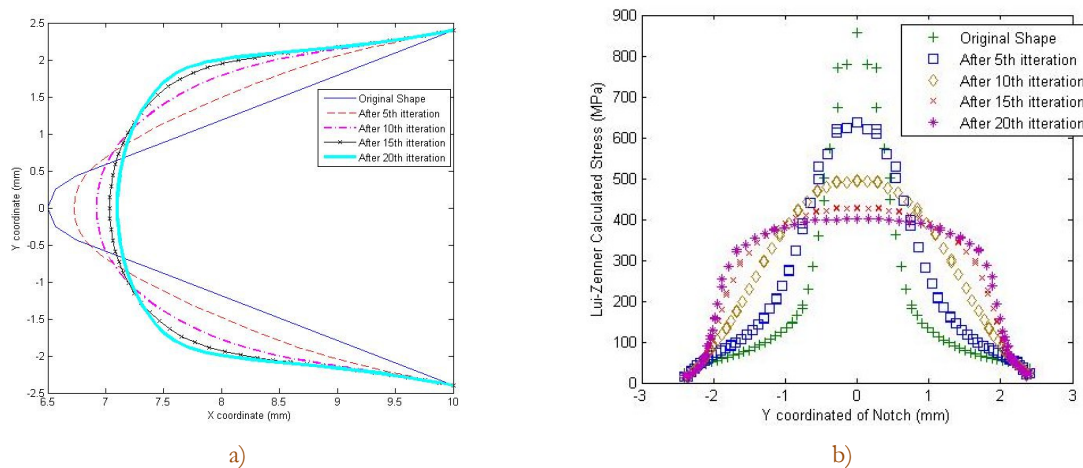 2.5
2
1.5
1
0.5
0
-0.5
-1
-1.5
-2
-2.5
Y coordinate (mm)
6.5 7 7.5 8 8.5 9 9.5 10
X coordinate (mm)
Original Shape
After 5th itteration
After 10th itteration
After 15th itteration
After 20th itteration
a)
900
800
700
600
500
400
300
200
100
0
Lui-Zenner Calculated Stress (MPa)
-3 -2 -1 0 1 2 3
Y coordinated of Notch (mm)
Original Shape
After 5th itteration
After 10th itteration
After 15th itteration
After 20th itteration
b)